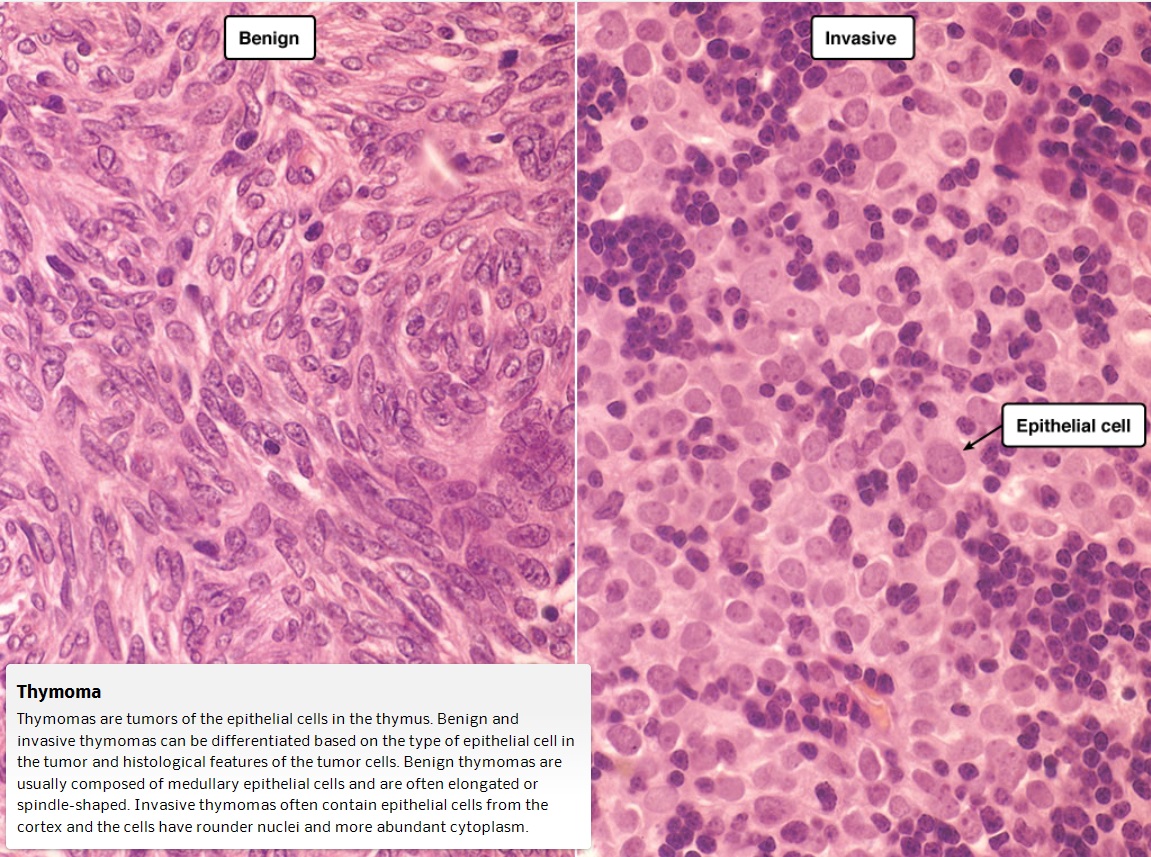 Benign
Invasive
Epithelial cell
Thymoma
Thymomas are tumors of the epithelial cells in the thymus. Benign and
invasive thymomas can be differentiated based on the type of epithelial cell in
the tumor and histological features of the tumor cells. Benign thymomas are
usually composed of medullary epithelial cells and are often elongated or
spindle-shaped. Invasive thymomas often contain epithelial cells from the
cortex and the cells have rounder nuclei and more abundant cytoplasm.